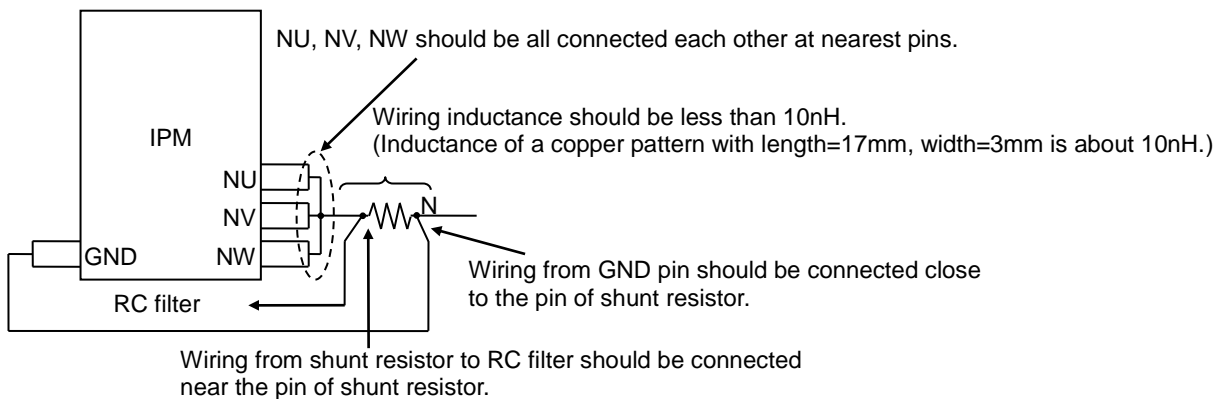 NU, NV, NW should be all connected each other at nearest pins.
Wiring inductance should be less than 10nH.
(Inductance of a copper pattern with length=17mm, width=3mm is about 10nH.)
IPM
NU
NV
N
GND
NW
Wiring from GND pin should be connected close
to the pin of shunt resistor.
RC filter
Wiring from shunt resistor to RC filter should be connected
near the pin of shunt resistor.